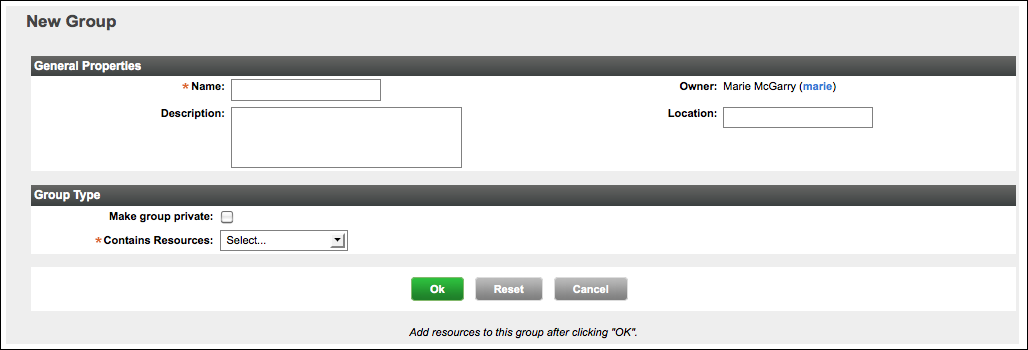 New Group
General Properties
* Name:
Owner: Marie McGarry (marie)
Description:
Location:
Group Type
Make group private:
* Contains Resources: Select...
Ok Reset Cancel
Add resources to this group after clicking "OK".